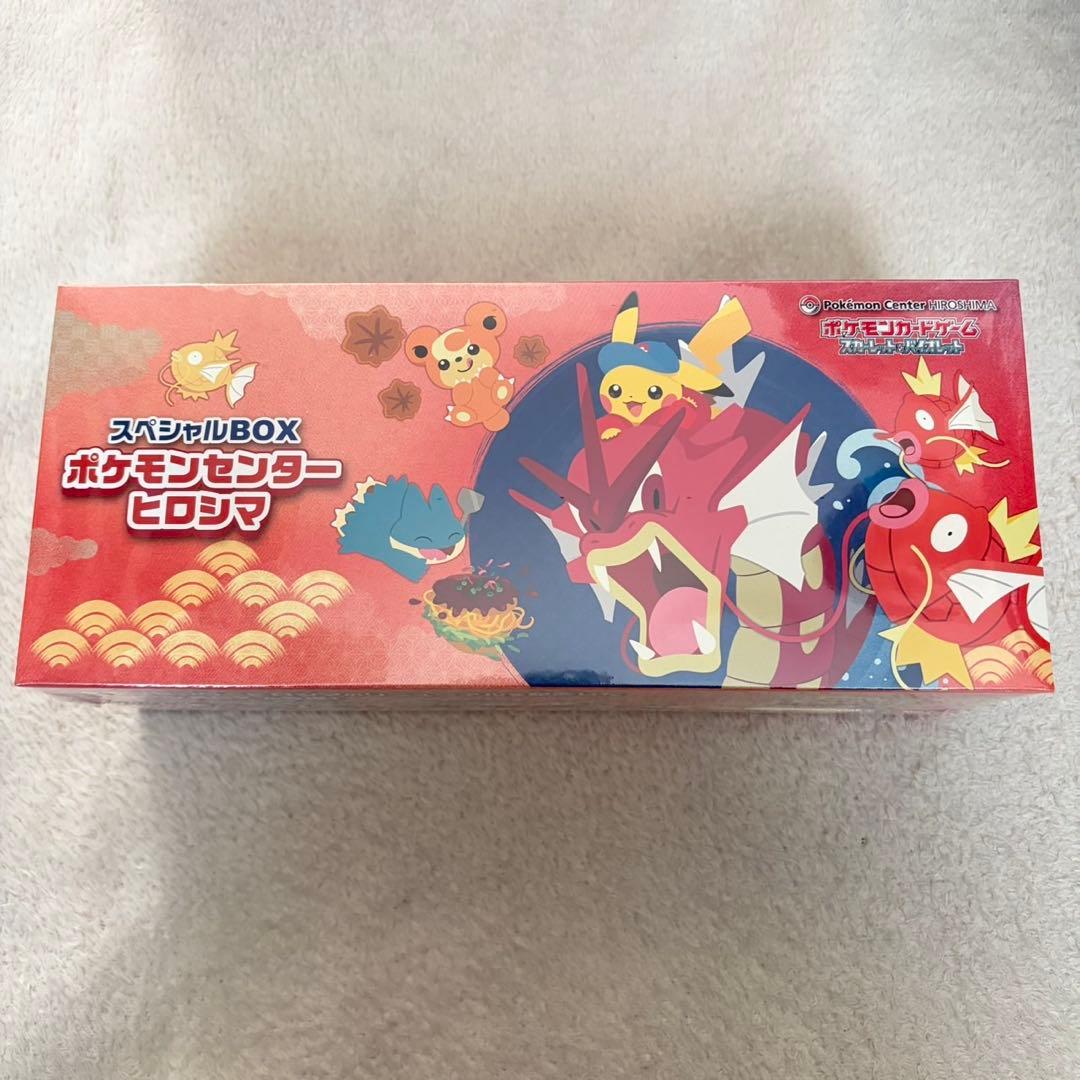 Pokémon Center HIROSHIMA
ポケモンカードゲーム
スカーレット&バイオレット
スペシャルBOX
ポケモンセンター
ヒロシマ